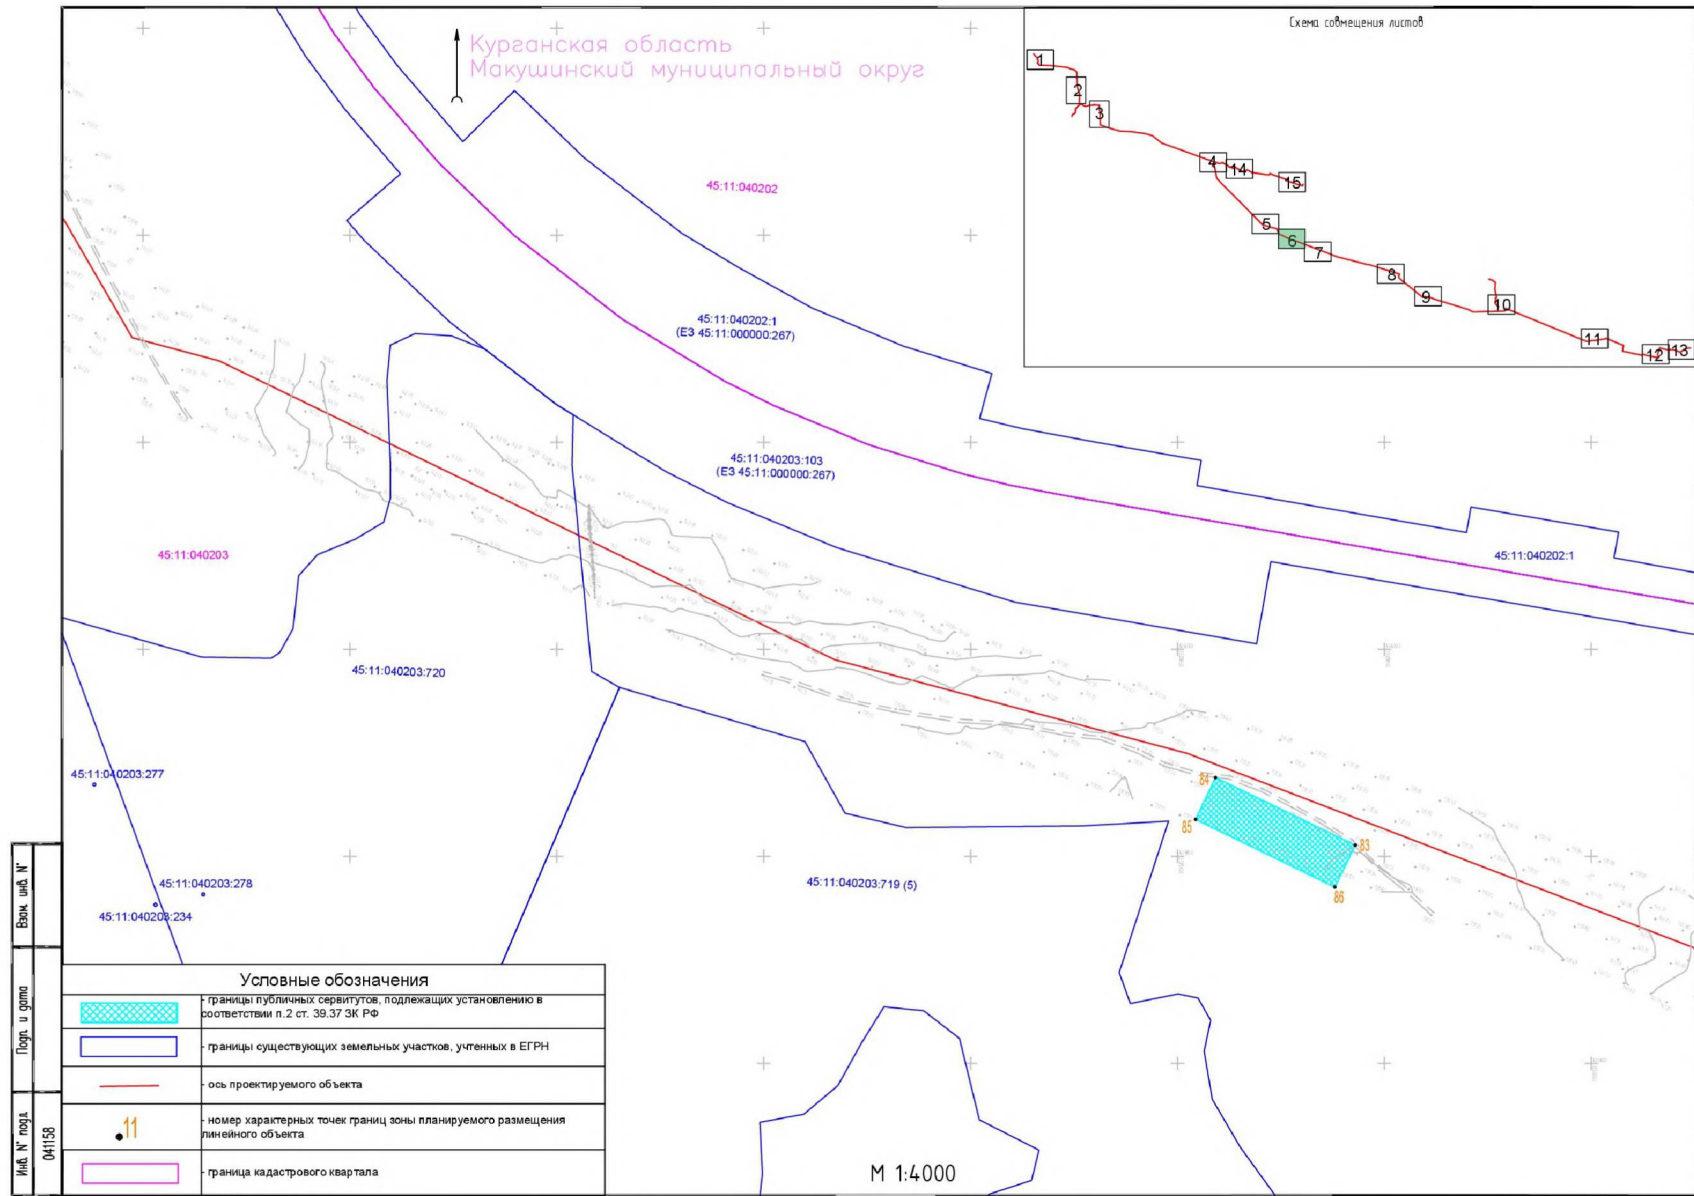 Курганская область
Макушинский муниципальный округ
Схема совмещения листов
1
2
3
4
14
15
5
6
7
8
9
10
11
12
13
45:11:040202
45:11:040202:1
(ЕЗ 45:11:000000:267)
45:11:040203:103
(ЕЗ 45:11:000000:267)
45:11:040202:1
45:11:040203
45:11:040203:720
45:11:040203:277
45:11:040203:278
45:11:040203:234
45:11:040203:719 (5)
84
85
83
86
Условные обозначения
- границы публичных сервитутов, подлежащих установлению в
соответствии п.2 ст. 39.37 ЗК РФ
- границы существующих земельных участков, учтенных в ЕГРН
- ось проектируемого объекта
11
- номер характерных точек границ зоны планируемого размещения
линейного объекта
- граница кадастрового квартала
М 1:4000
Взам. инв. N°
Подп. и дата
Инв. N° подл.
041158